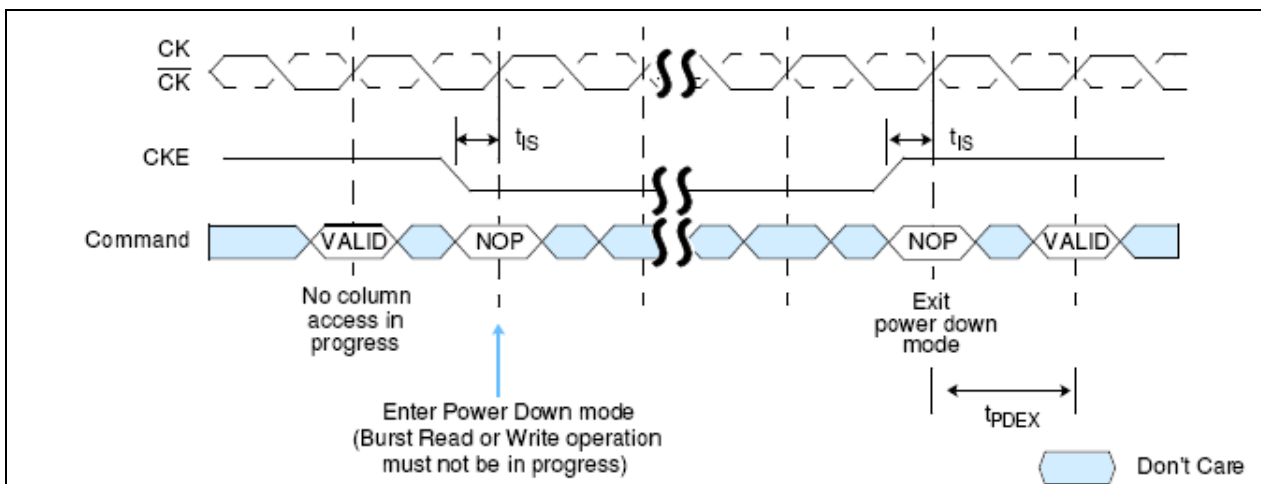 CK
CK
tIS
tIS
CKE
Command
VALID
NOP
NOP
VALID
No column
access in
progress
Exit
power down
mode
Enter Power Down mode
(Burst Read or Write operation
must not be in progress)
tPDEX
Don't Care